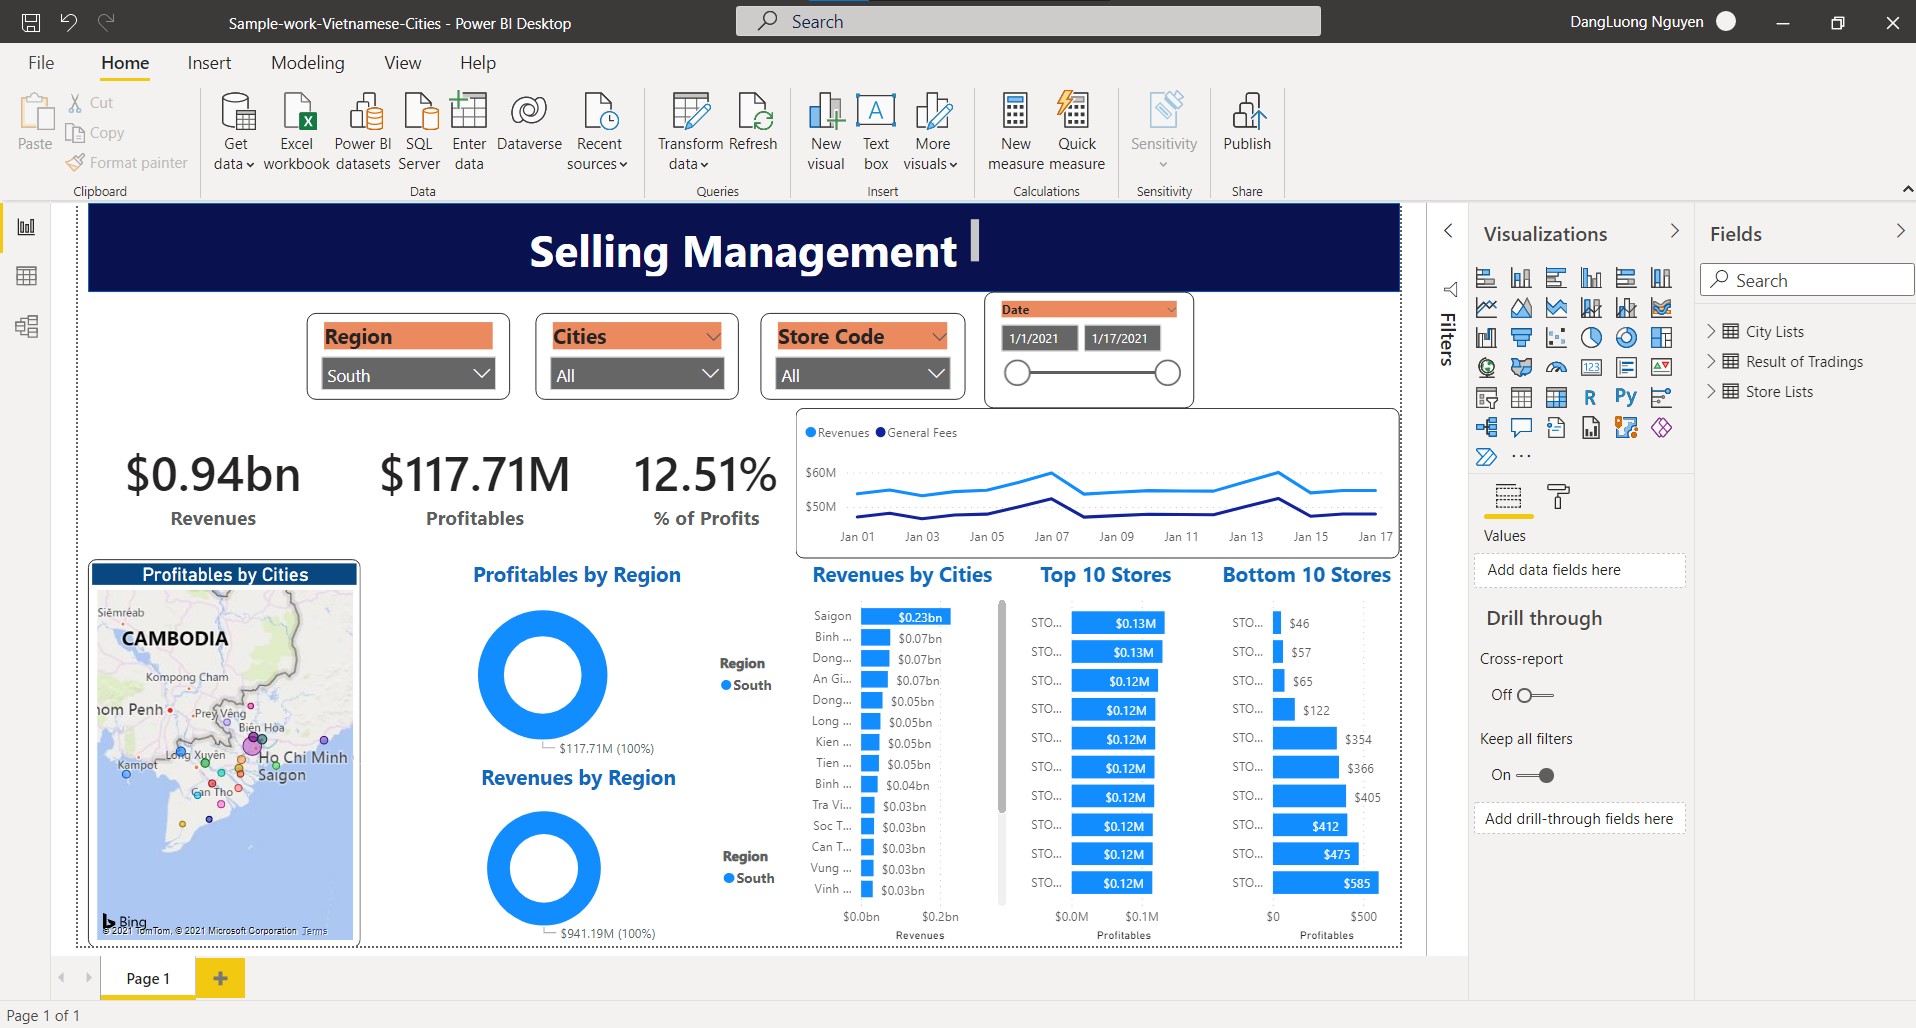 Sample-work-Vietnamese-Cities - Power BI Desktop
Search
DangLuong Nguyen
File Home Insert Modeling View Help
Paste
Cut
Copy
Format painter
Clipboard
Get data
Excel workbook
Power BI datasets
SQL Server
Enter data
Dataverse
Recent sources
Data
Transform data
Refresh
Queries
New visual
Text box
More visuals
Insert
New measure
Quick measure
Calculations
Sensitivity
Sensitivity
Publish
Share
Selling Management
Region
South
Cities
All
Store Code
All
Date
1/1/2021 1/17/2021
$0.94bn
Revenues
$117.71M
Profitables
12.51%
% of Profits
Revenues General Fees
$60M
$50M
Jan 01 Jan 03 Jan 05 Jan 07 Jan 09 Jan 11 Jan 13 Jan 15 Jan 17
Profitables by Cities
Siĕmréab
CAMBODIA
Kompong Cham
nom Penh
Prey Vêng
Biên Hòa
Long Xuyên
Ho Chi Minh
Kampot
Saigon
Can Tho
Bing
© 2021 TomTom, © 2021 Microsoft Corporation Terms
Profitables by Region
Region
South
$117.71M (100%)
Revenues by Region
Region
South
$941.19M (100%)
Revenues by Cities
Saigon $0.23bn
Binh ... $0.07bn
Dong... $0.07bn
An Gi... $0.07bn
Dong... $0.05bn
Long ... $0.05bn
Kien ... $0.05bn
Tien ... $0.05bn
Binh ... $0.04bn
Tra Vi... $0.03bn
Soc T... $0.03bn
Can T... $0.03bn
Vung ... $0.03bn
Vinh ... $0.03bn
$0.0bn $0.2bn
Revenues
Top 10 Stores
STO... $0.13M
STO... $0.13M
STO... $0.12M
STO... $0.12M
STO... $0.12M
STO... $0.12M
STO... $0.12M
STO... $0.12M
STO... $0.12M
STO... $0.12M
$0.0M $0.1M
Profitables
Bottom 10 Stores
STO... $46
STO... $57
STO... $65
STO... $122
STO... $354
STO... $366
STO... $405
STO... $412
STO... $475
STO... $585
$0 $500
Profitables
Filters
Visualizations
123
R
Py
...
Values
Add data fields here
Drill through
Cross-report
Off
Keep all filters
On
Add drill-through fields here
Fields
Search
City Lists
Result of Tradings
Store Lists
Page 1
Page 1 of 1